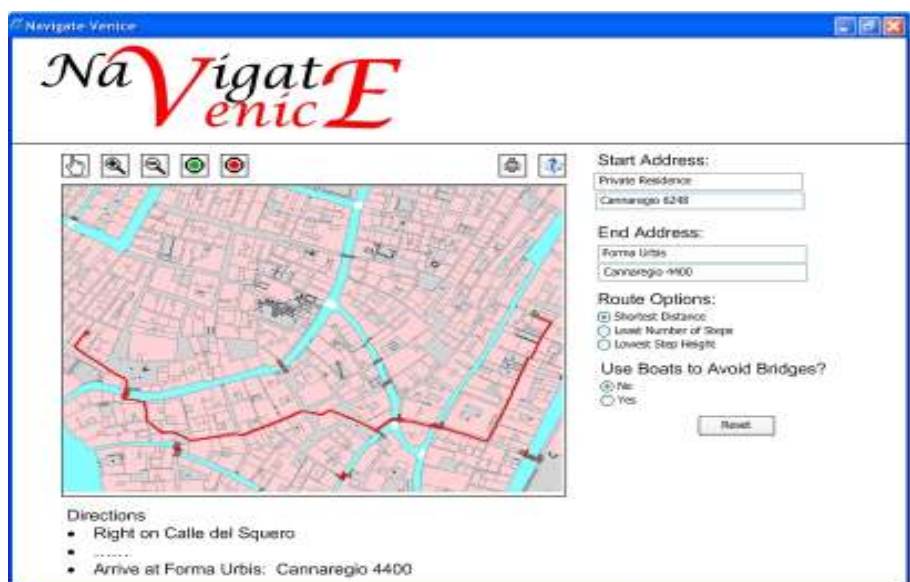 Navigate Venice
NaVigatE
Venice
Start Address:
Private Residence
Cannaregio 6248
End Address:
Forma Urbis
Cannaregio 4400
Route Options:
Shortest Distance
Least Number of Steps
Lowest Step Height
Use Boats to Avoid Bridges?
No
Yes
Reset
Directions
• Right on Calle del Squero
• .......
• Arrive at Forma Urbis: Cannaregio 4400